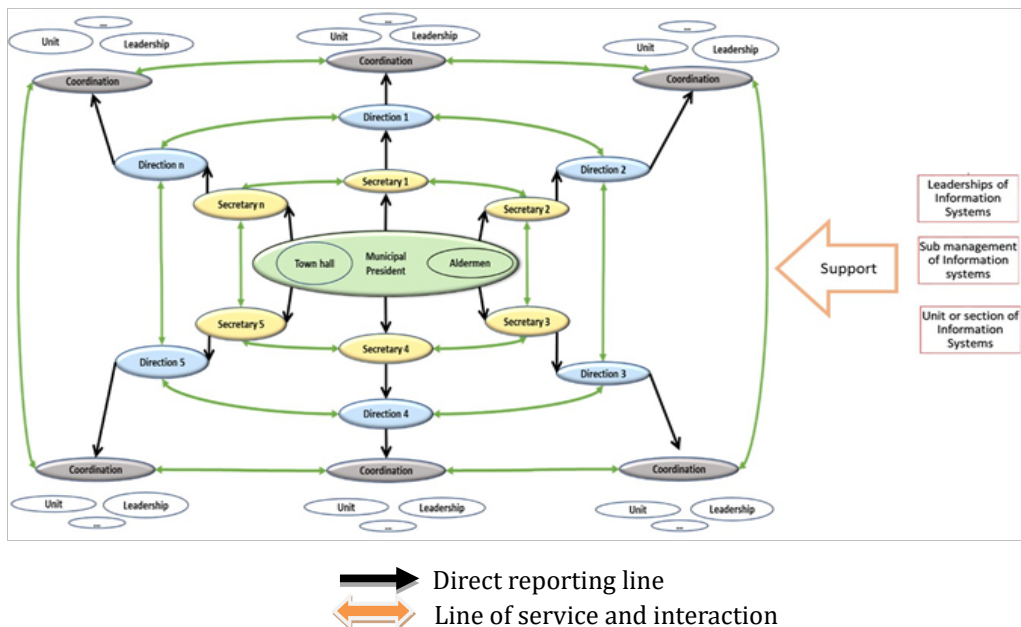 ...
...
...
Unit
Leadership
Unit
Leadership
Unit
Leadership
Coordination
Coordination
Coordination
Direction 1
Direction n
Direction 2
Secretary 1
Secretary n
Secretary 2
Town hall
Municipal
President
Aldermen
Secretary 5
Secretary 3
Secretary 4
Direction 5
Direction 3
Direction 4
Coordination
Coordination
Coordination
Unit
Leadership
Unit
Leadership
Unit
Leadership
...
...
...
Support
Leaderships of
Information
Systems
Sub management
of Information
systems
Unit or section of
Information
Systems
Direct reporting line
Line of service and interaction